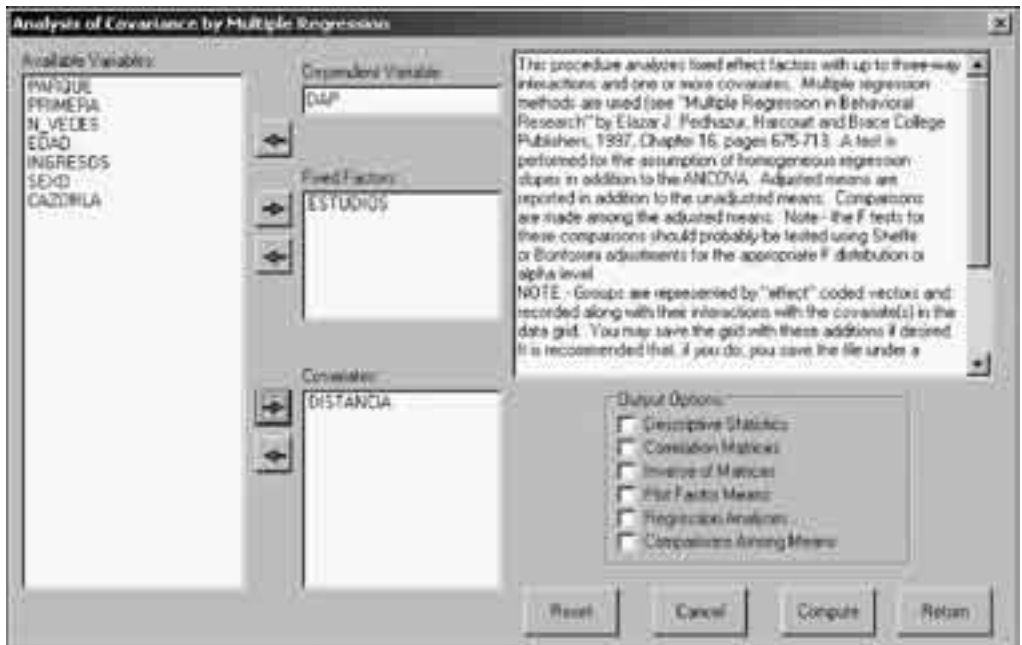 Analysis of Covariance by Multiple Regression
Available Variables:
PARQUE
PRIMERA
N_VECES
EDAD
INGRESOS
SEXO
CAZORLA
Dependent Variable
DAP
Fixed Factors:
ESTUDIOS
Covariates:
DISTANCIA
This procedure analyzes fixed effect factors with up to three-way
interactions and one or more covariates. Multiple regression
methods are used (see "Multiple Regression in Behavioral
Research" by Elazar J. Pedhazur, Harcourt and Brace College
Publishers, 1997, Chapter 16, pages 675-713. A test is
performed for the assumption of homogeneous regression
slopes in addition to the ANCOVA. Adjusted means are
reported in addition to the unadjusted means. Comparisons
are made among the adjusted means. Note - the F tests for
these comparisons should probably be tested using Sheffe
or Bonforoni adjustments for the appropriate F distribution or
alpha level.
NOTE - Groups are represented by "effect" coded vectors and
recorded along with their interactions with the covariate(s) in the
data grid. You may save the grid with these additions if desired.
It is recommended that, if you do, you save the file under a
Output Options:
Descriptive Statistics
Correlation Matrices
Inverse of Matrices
Plot Factor Means
Regression Analyses
Comparisons Among Means
Reset
Cancel
Compute
Return